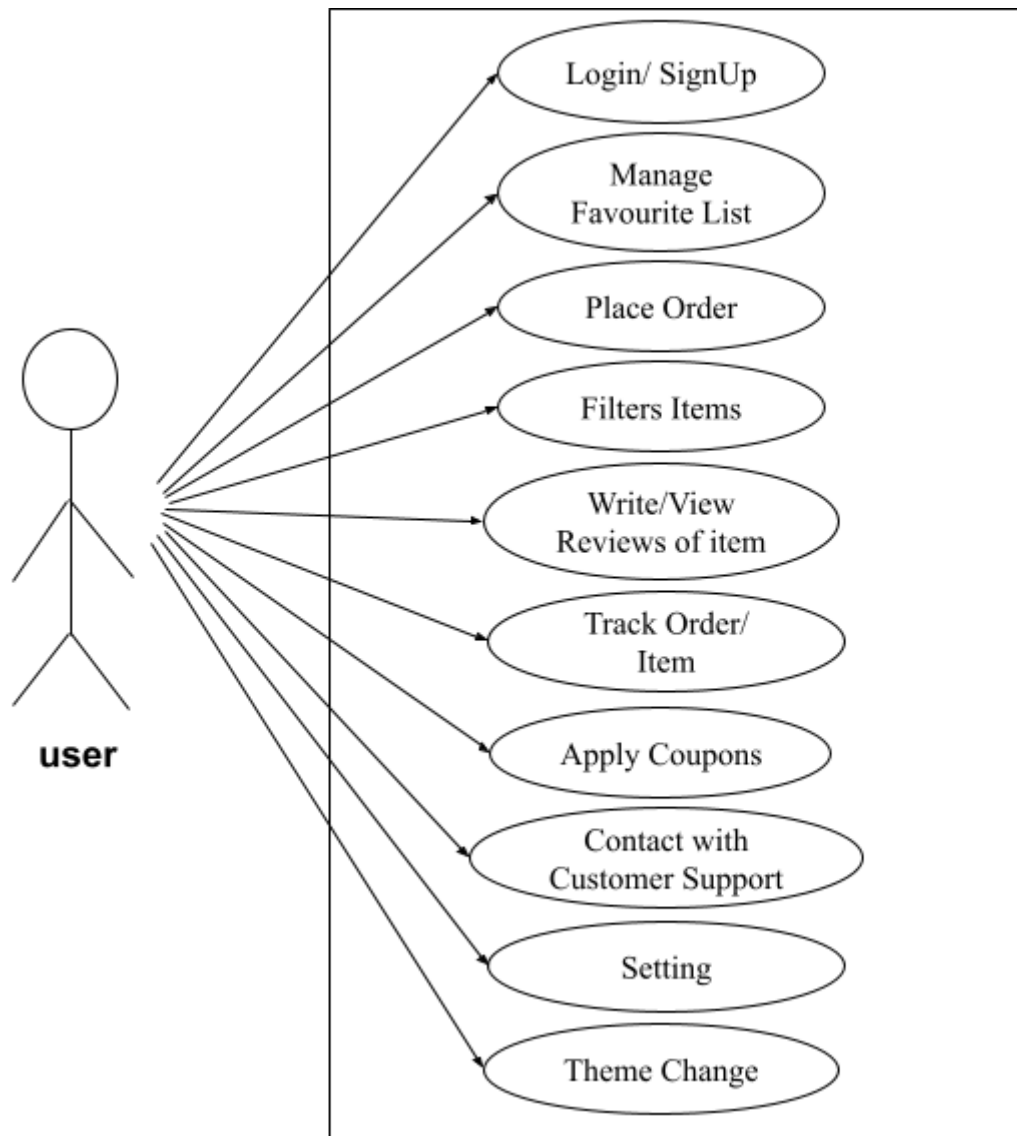 Login/ SignUp
Manage
Favourite List
Place Order
Filters Items
Write/View
Reviews of item
Track Order/
Item
user
Apply Coupons
Contact with
Customer Support
Setting
Theme Change